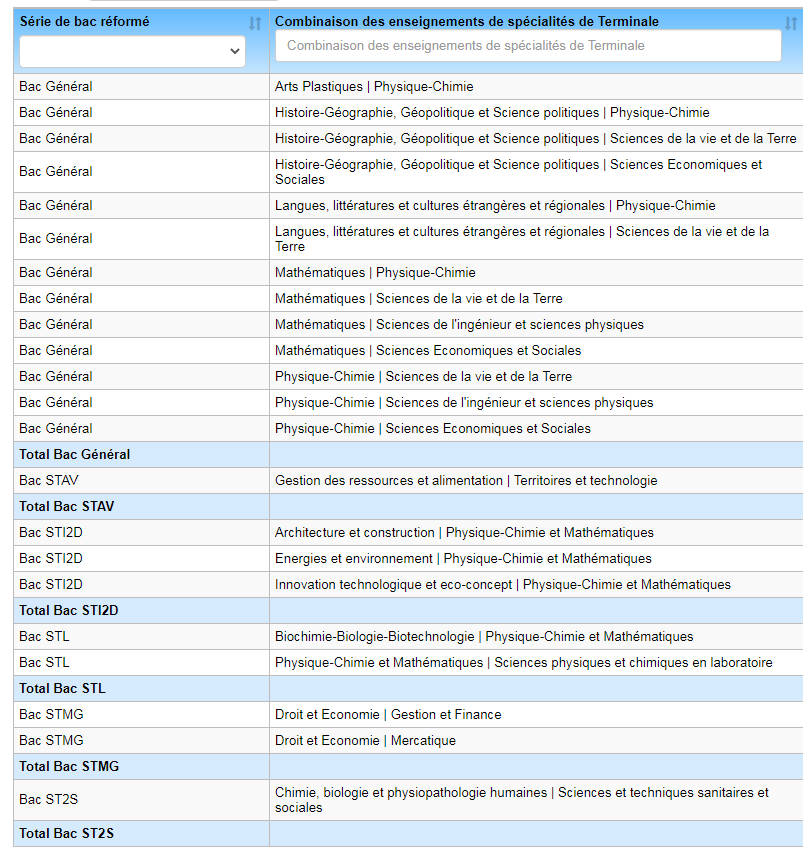 Série de bac réformé Combinaison des enseignements de spécialités de Terminale
Combinaison des enseignements de spécialités de Terminale
Bac Général Arts Plastiques | Physique-Chimie
Bac Général Histoire-Géographie, Géopolitique et Science politiques | Physique-Chimie
Bac Général Histoire-Géographie, Géopolitique et Science politiques | Sciences de la vie et de la Terre
Bac Général Histoire-Géographie, Géopolitique et Science politiques | Sciences Economiques et
Sociales
Bac Général Langues, littératures et cultures étrangères et régionales | Physique-Chimie
Bac Général Langues, littératures et cultures étrangères et régionales | Sciences de la vie et de la
Terre
Bac Général Mathématiques | Physique-Chimie
Bac Général Mathématiques | Sciences de la vie et de la Terre
Bac Général Mathématiques | Sciences de l'ingénieur et sciences physiques
Bac Général Mathématiques | Sciences Economiques et Sociales
Bac Général Physique-Chimie | Sciences de la vie et de la Terre
Bac Général Physique-Chimie | Sciences de l'ingénieur et sciences physiques
Bac Général Physique-Chimie | Sciences Economiques et Sociales
Total Bac Général
Bac STAV Gestion des ressources et alimentation | Territoires et technologie
Total Bac STAV
Bac STI2D Architecture et construction | Physique-Chimie et Mathématiques
Bac STI2D Energies et environnement | Physique-Chimie et Mathématiques
Bac STI2D Innovation technologique et eco-concept | Physique-Chimie et Mathématiques
Total Bac STI2D
Bac STL Biochimie-Biologie-Biotechnologie | Physique-Chimie et Mathématiques
Bac STL Physique-Chimie et Mathématiques | Sciences physiques et chimiques en laboratoire
Total Bac STL
Bac STMG Droit et Economie | Gestion et Finance
Bac STMG Droit et Economie | Mercatique
Total Bac STMG
Bac ST2S Chimie, biologie et physiopathologie humaines | Sciences et techniques sanitaires et
sociales
Total Bac ST2S